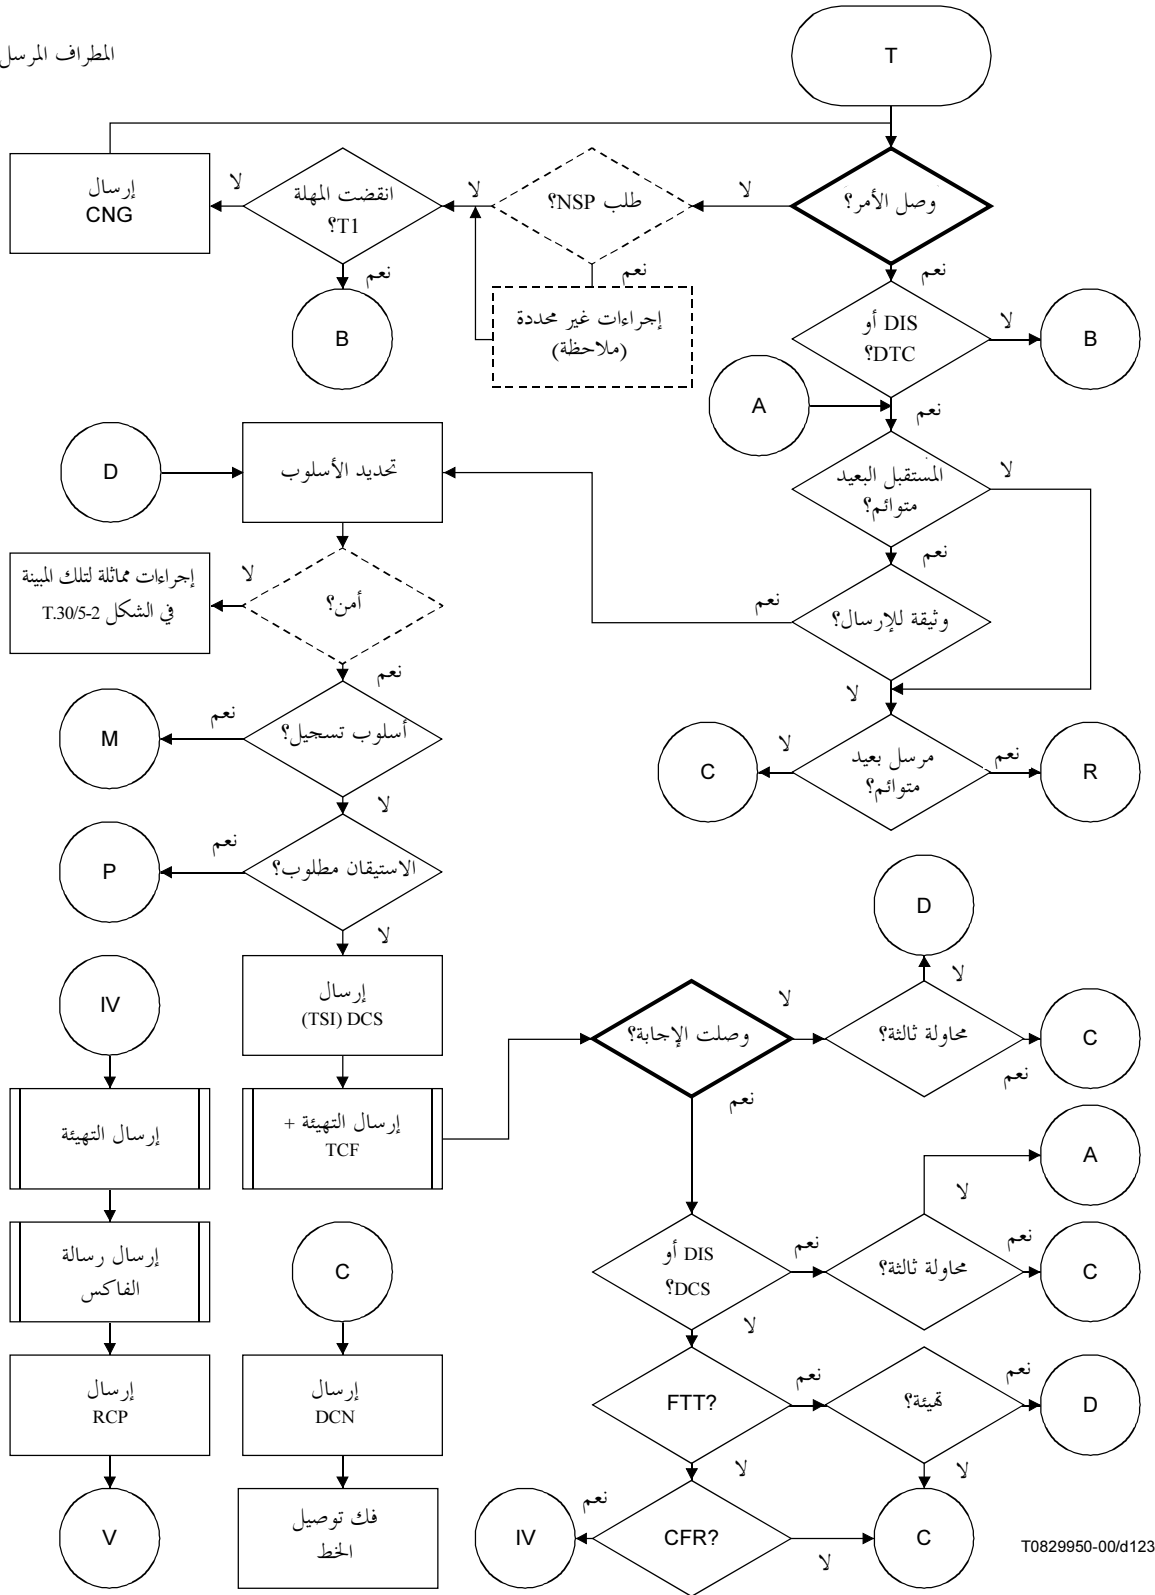 T
المطراف المرسل
إرسال
CNG
لا
انقضت المهلة
T1؟
لا
طلب NSP؟
لا
وصل الأمر؟
نعم
نعم
نعم
B
إجراءات غير محددة
(ملاحظة)
DIS أو
DTC؟
لا
B
A
نعم
D
تحديد الأسلوب
المستقبل البعيد
متوائم؟
لا
نعم
إجراءات مماثلة لتلك المبينة
في الشكل T.30/5-2
لا
أمن؟
نعم
وثيقة للإرسال؟
نعم
لا
M
نعم
أسلوب تسجيل؟
C
لا
مرسل بعيد
متوائم؟
نعم
R
لا
P
نعم
الاستيقان مطلوب؟
لا
D
لا
IV
إرسال
(TSI) DCS
وصلت الإجابة؟
لا
محاولة ثالثة؟
نعم
C
نعم
إرسال التهيئة
إرسال التهيئة +
TCF
A
لا
إرسال رسالة
الفاكس
C
DIS أو
DCS؟
نعم
محاولة ثالثة؟
نعم
C
لا
إرسال
RCP
إرسال
DCN
FTT?
نعم
تهيئة؟
نعم
D
لا
لا
V
فك توصيل
الخط
IV
نعم
CFR?
لا
C
T0829950-00/d123